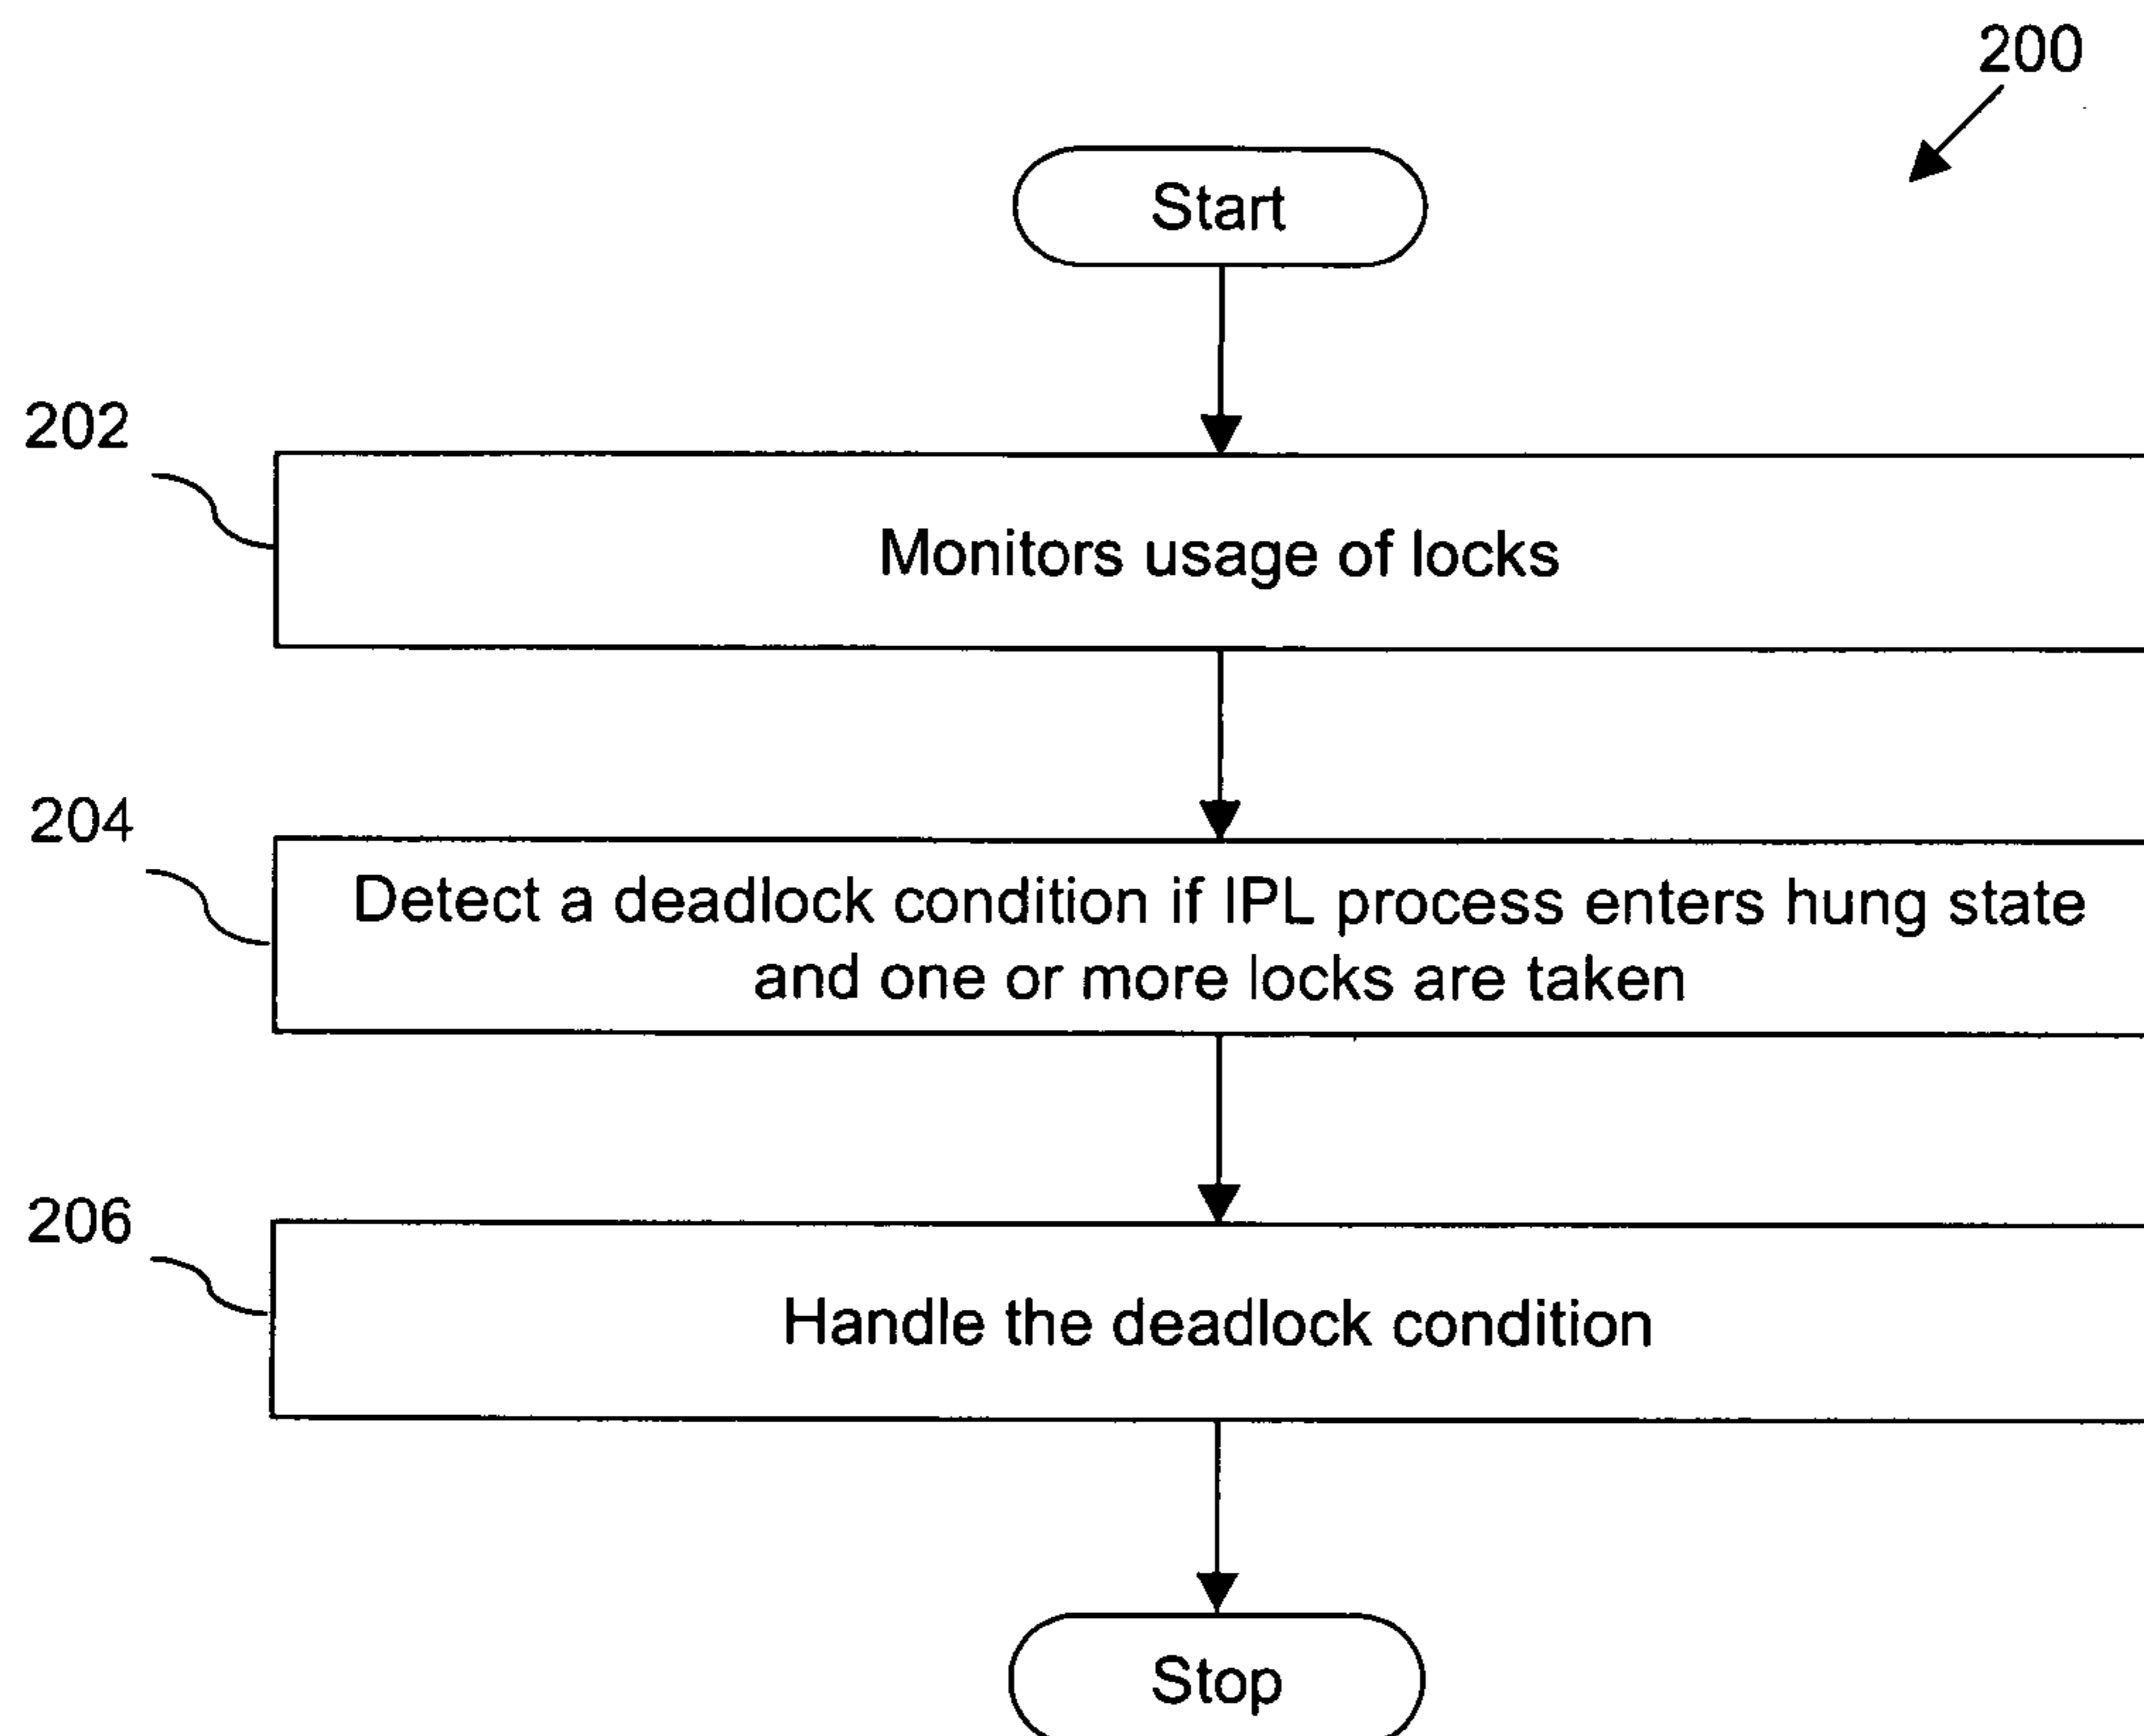 200
Start
202
Monitors usage of locks
204
Detect a deadlock condition if IPL process enters hung state
and one or more locks are taken
206
Handle the deadlock condition
Stop